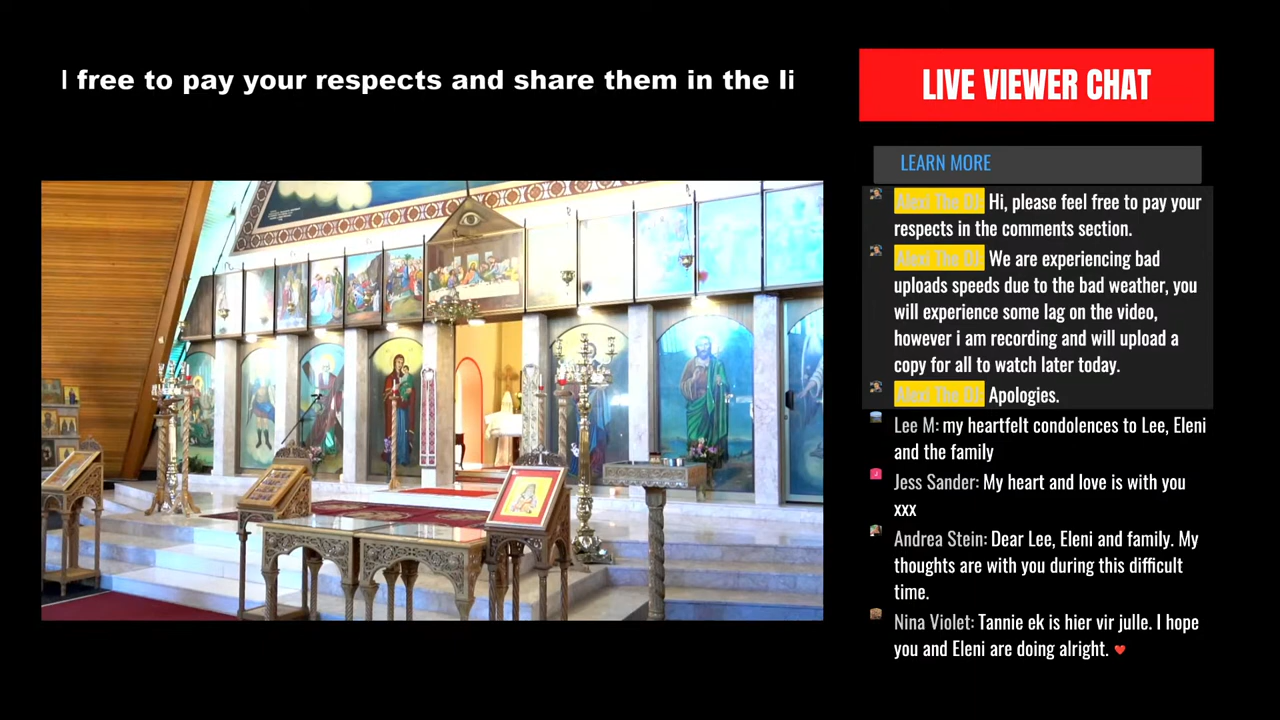 l free to pay your respects and share them in the li
LIVE VIEWER CHAT
LEARN MORE
Alexi The DJ: Hi, please feel free to pay your
respects in the comments section.
Alexi The DJ: We are experiencing bad
uploads speeds due to the bad weather, you
will experience some lag on the video,
however i am recording and will upload a
copy for all to watch later today.
Alexi The DJ: Apologies.
Lee M: my heartfelt condolences to Lee, Eleni
and the family
Jess Sander: My heart and love is with you
xxx
Andrea Stein: Dear Lee, Eleni and family. My
thoughts are with you during this difficult
time.
Nina Violet: Tannie ek is hier vir julle. I hope
you and Eleni are doing alright. ❤